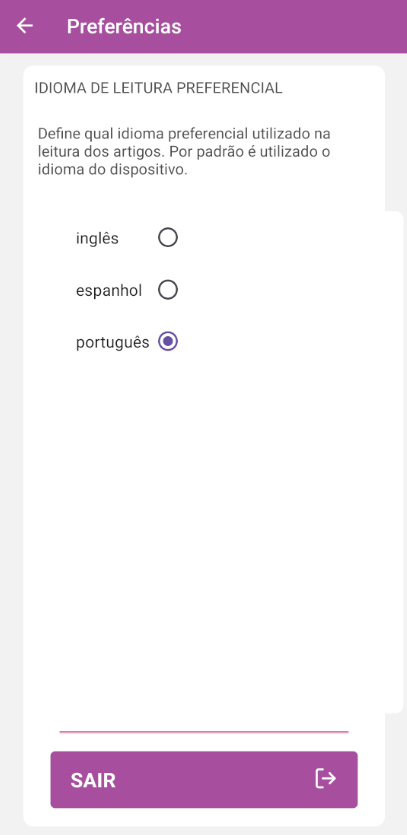 Preferências
IDIOMA DE LEITURA PREFERENCIAL
Define qual idioma preferencial utilizado na
leitura dos artigos. Por padrão é utilizado o
idioma do dispositivo.
inglês
espanhol
português
SAIR